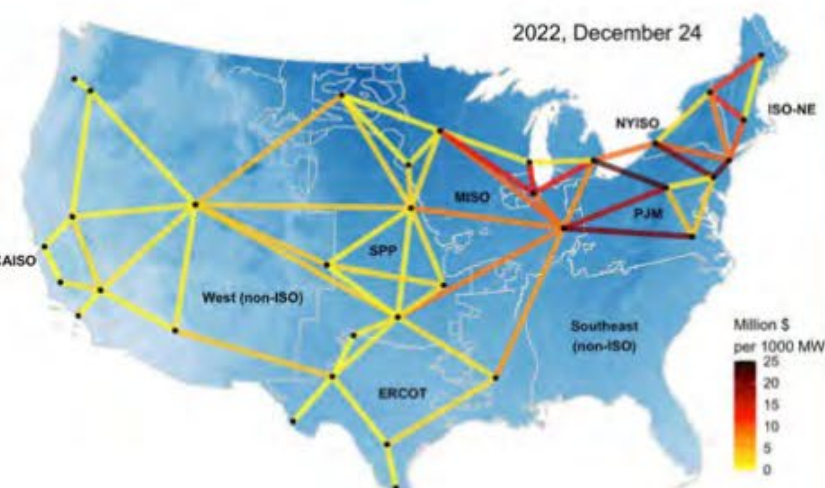 2022, December 24
ISO-NE
NYISO
MISO
PJM
SPP
CAISO
West (non-ISO)
Southeast
(non-ISO)
ERCOT
Million $
per 1000 MW
25
20
15
10
5
0